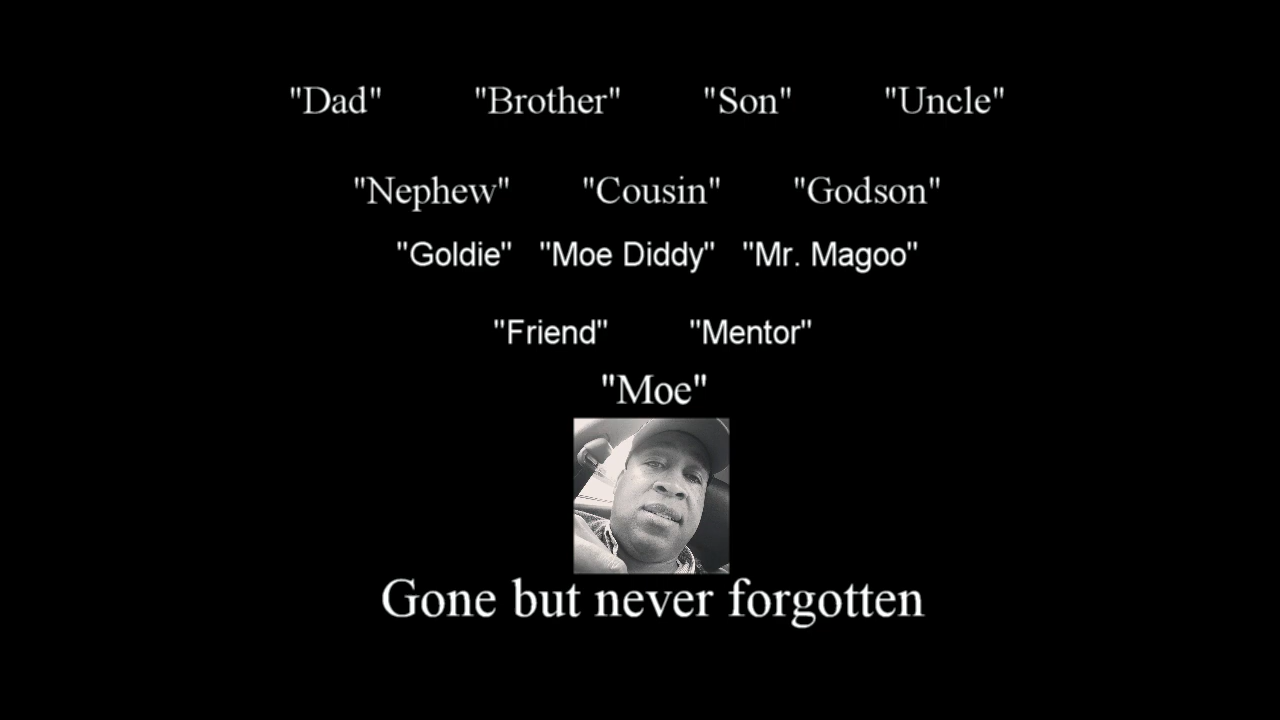 "Dad" "Brother" "Son" "Uncle"
"Nephew" "Cousin" "Godson"
"Goldie" "Moe Diddy" "Mr. Magoo"
"Friend" "Mentor"
"Moe"
Gone but never forgotten